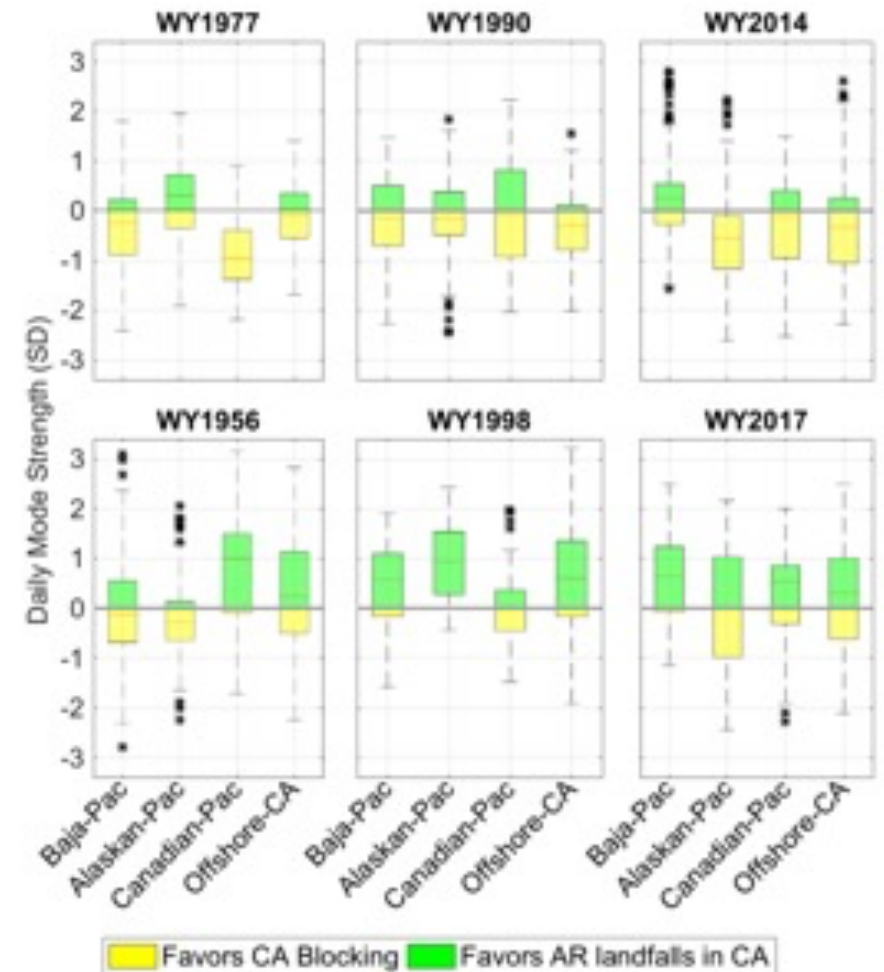 WY1977 WY1990 WY2014
3
2
1
0
-1
-2
-3
Daily Mode Strength (SD)
WY1956 WY1998 WY2017
3
2
1
0
-1
-2
-3
Baja-Pac Alaskan-Pac Canadian-Pac Offshore-CA Baja-Pac Alaskan-Pac Canadian-Pac Offshore-CA Baja-Pac Alaskan-Pac Canadian-Pac Offshore-CA
Favors CA Blocking Favors AR landfalls in CA